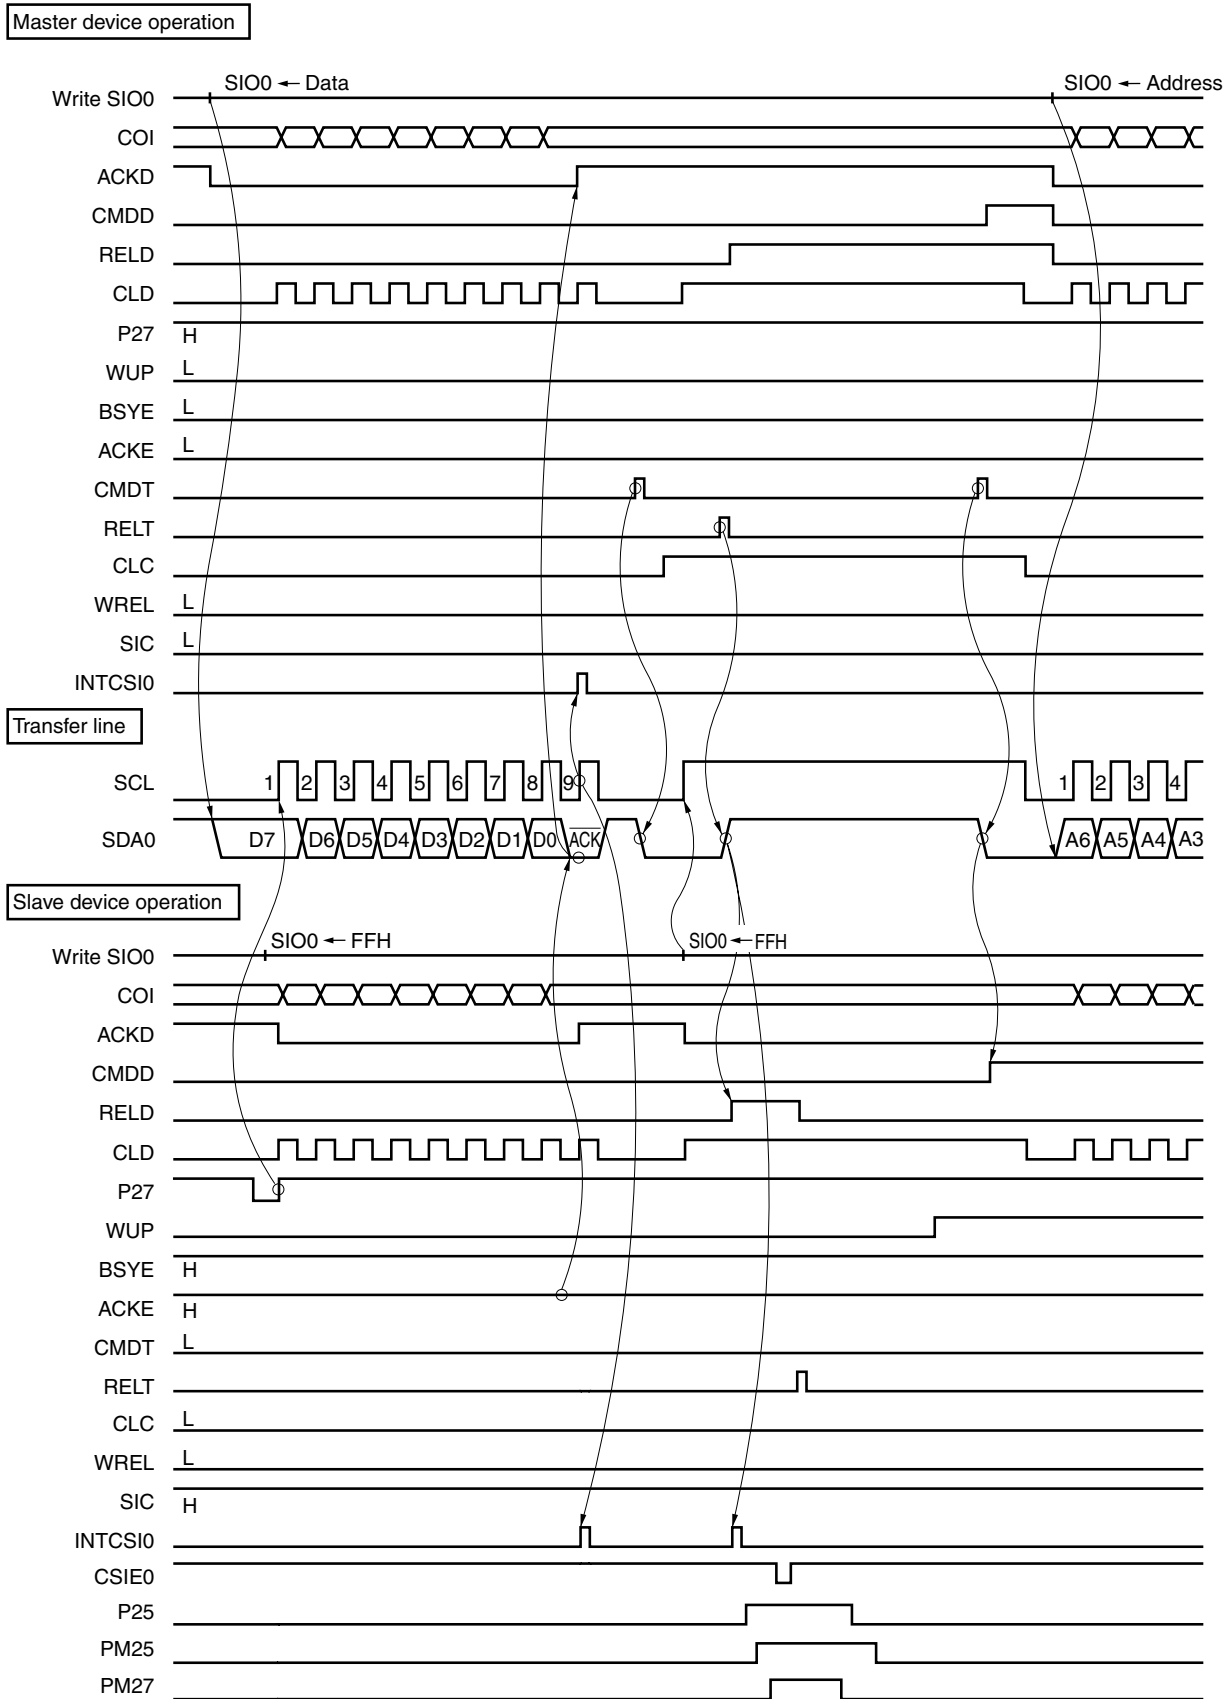 Master device operation
Write SIO0 SIO0 ← Data SIO0 ← Address
COI
ACKD
CMDD
RELD
CLD
P27 H
WUP L
BSYE L
ACKE L
CMDT
RELT
CLC
WREL L
SIC L
INTCSI0
Transfer line
SCL 1 2 3 4 5 6 7 8 9 1 2 3 4
SDA0 D7 D6 D5 D4 D3 D2 D1 D0 A̅C̅K̅ A6 A5 A4 A3
Slave device operation
Write SIO0 SIO0 ← FFH SIO0 ← FFH
COI
ACKD
CMDD
RELD
CLD
P27
WUP
BSYE H
ACKE H
CMDT L
RELT
CLC L
WREL L
SIC H
INTCSI0
CSIE0
P25
PM25
PM27